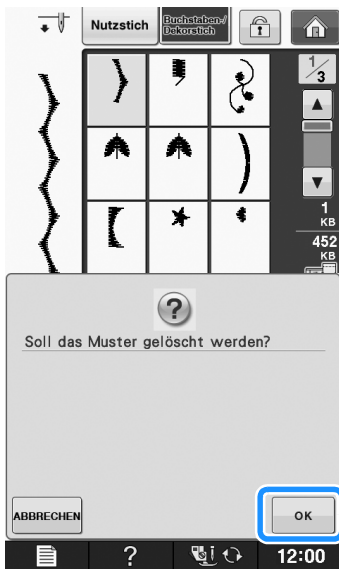 Nutzstich
Buchstaben-/
Dekorstich
1/3
1
KB
452
KB
?
Soll das Muster gelöscht werden?
ABBRECHEN
OK
?
12:00